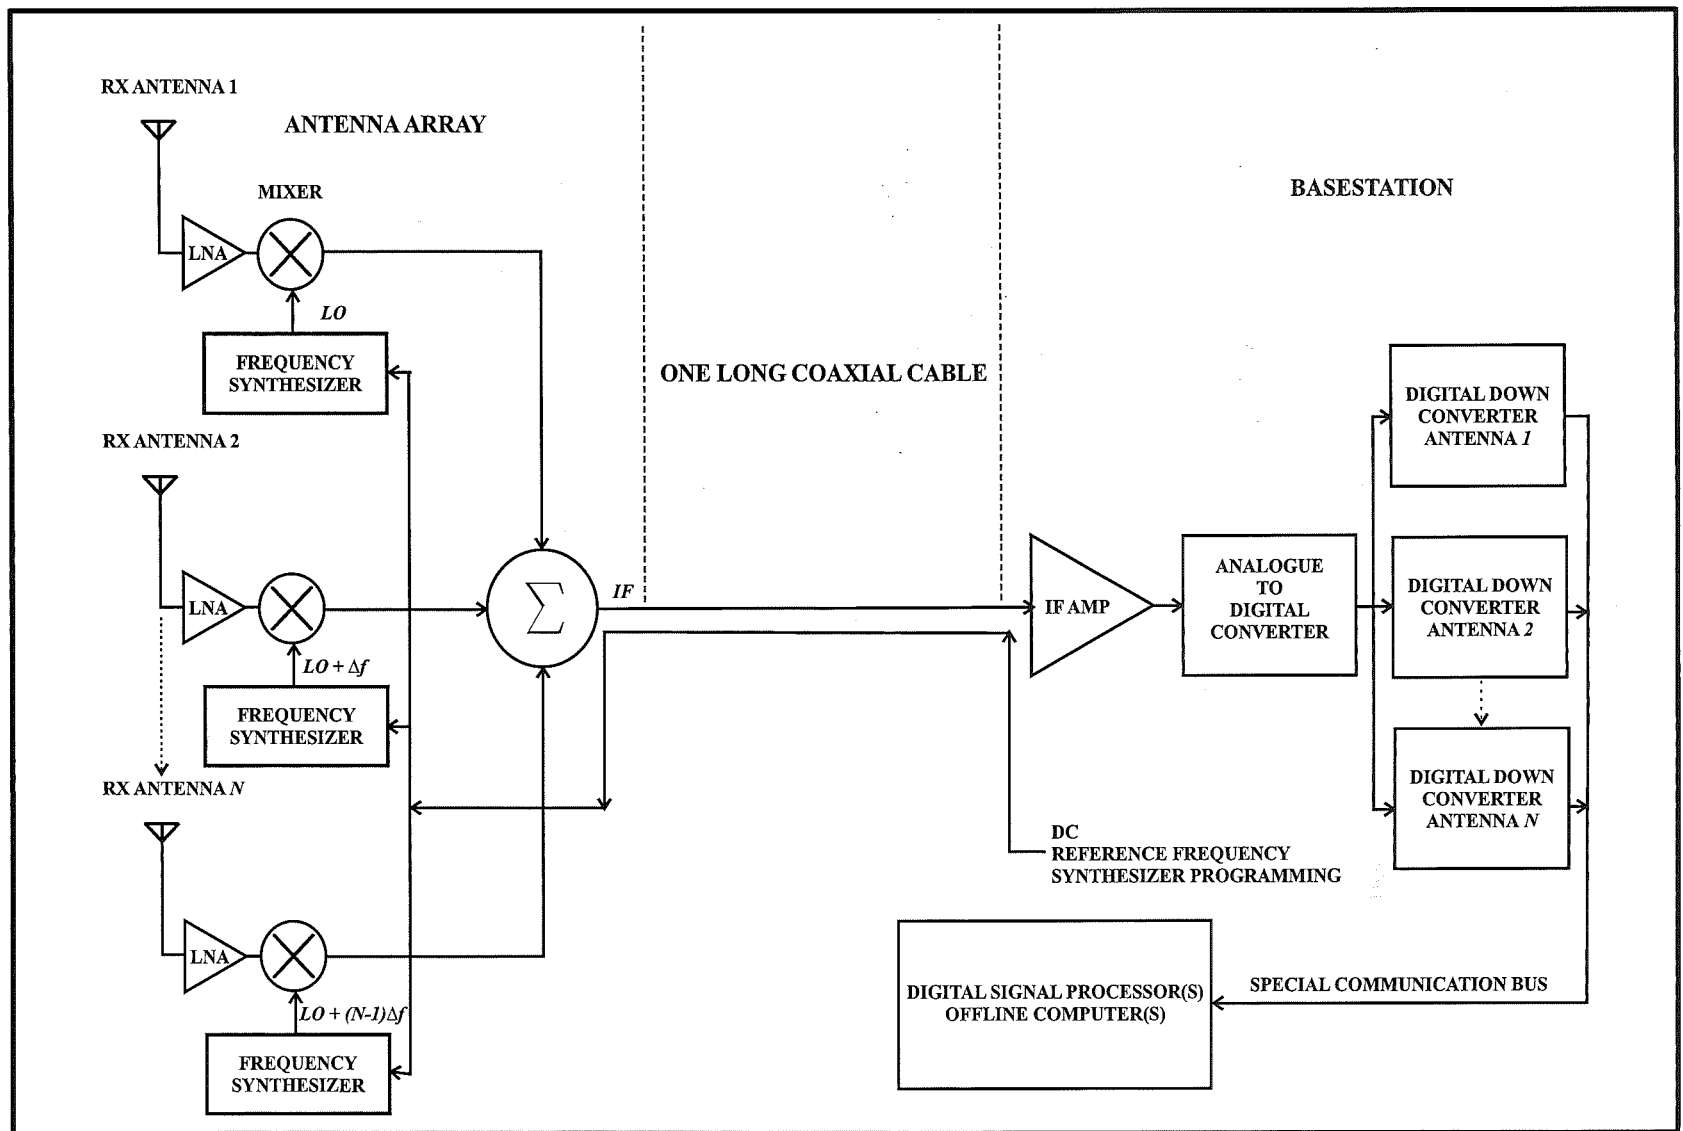 RX ANTENNA 1
ANTENNA ARRAY
MIXER
LNA
LO
FREQUENCY
SYNTHESIZER
RX ANTENNA 2
LNA
LO + Δf
FREQUENCY
SYNTHESIZER
RX ANTENNA N
LNA
LO + (N-1)Δf
FREQUENCY
SYNTHESIZER
Σ
IF
ONE LONG COAXIAL CABLE
BASESTATION
IF AMP
ANALOGUE
TO
DIGITAL
CONVERTER
DIGITAL DOWN
CONVERTER
ANTENNA 1
DIGITAL DOWN
CONVERTER
ANTENNA 2
DIGITAL DOWN
CONVERTER
ANTENNA N
DC
REFERENCE FREQUENCY
SYNTHESIZER PROGRAMMING
SPECIAL COMMUNICATION BUS
DIGITAL SIGNAL PROCESSOR(S)
OFFLINE COMPUTER(S)